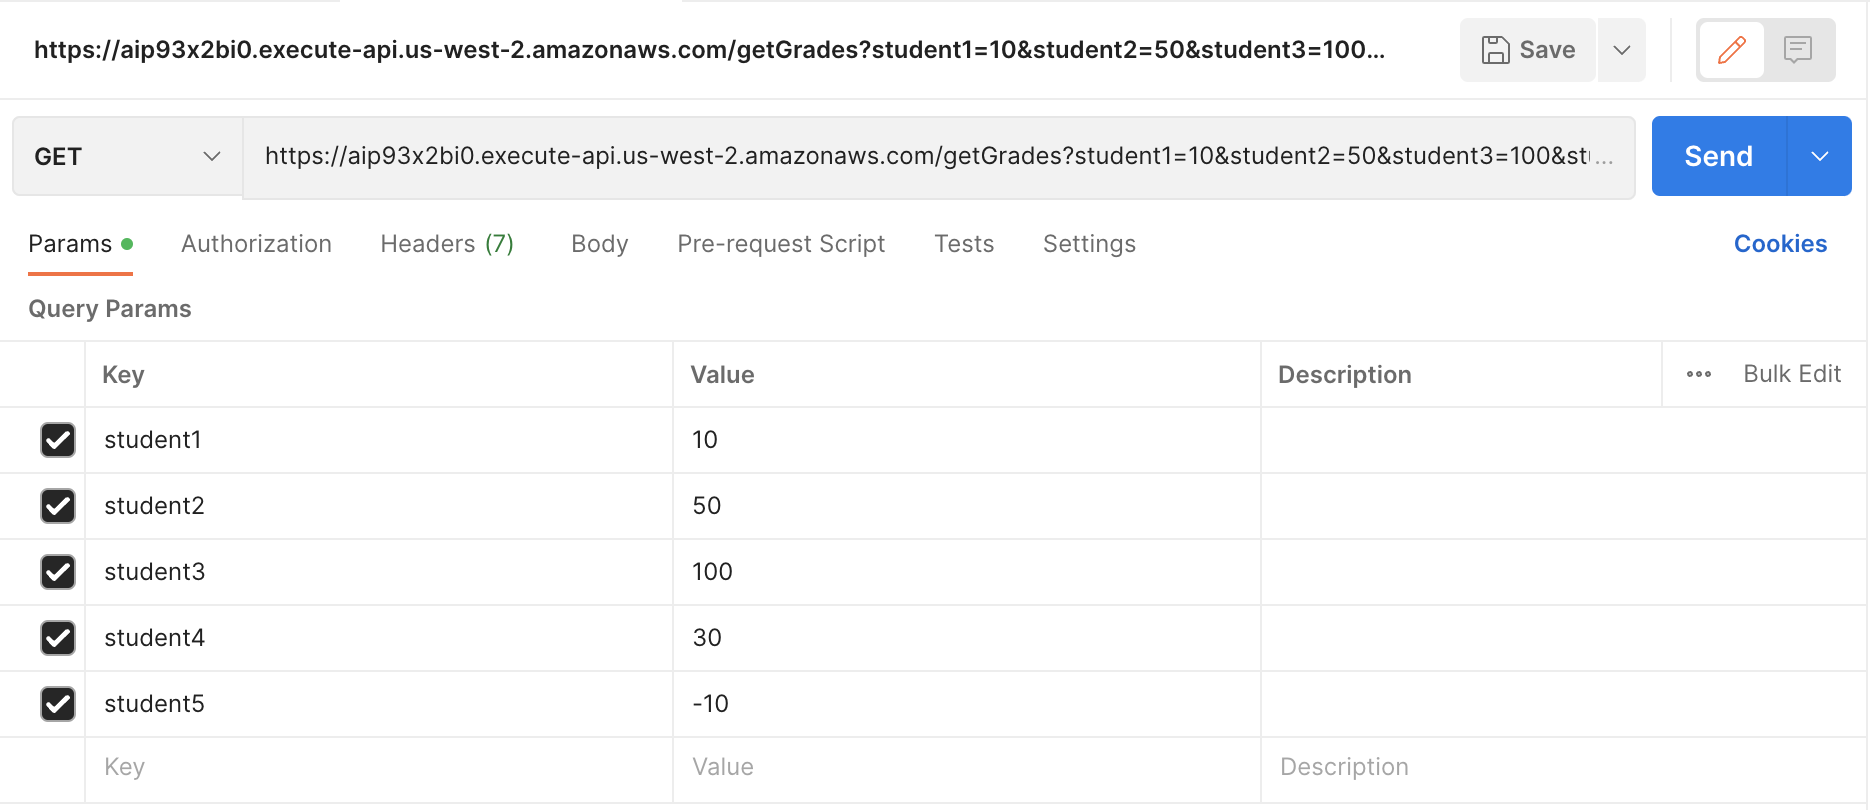 https://aip93x2bi0.execute-api.us-west-2.amazonaws.com/getGrades?student1=10&student2=50&student3=100...
Save
GET
https://aip93x2bi0.execute-api.us-west-2.amazonaws.com/getGrades?student1=10&student2=50&student3=100&st...
Send
Params Authorization Headers (7) Body Pre-request Script Tests Settings Cookies
Query Params
Key Value Description ••• Bulk Edit
student1 10
student2 50
student3 100
student4 30
student5 -10
Key Value Description